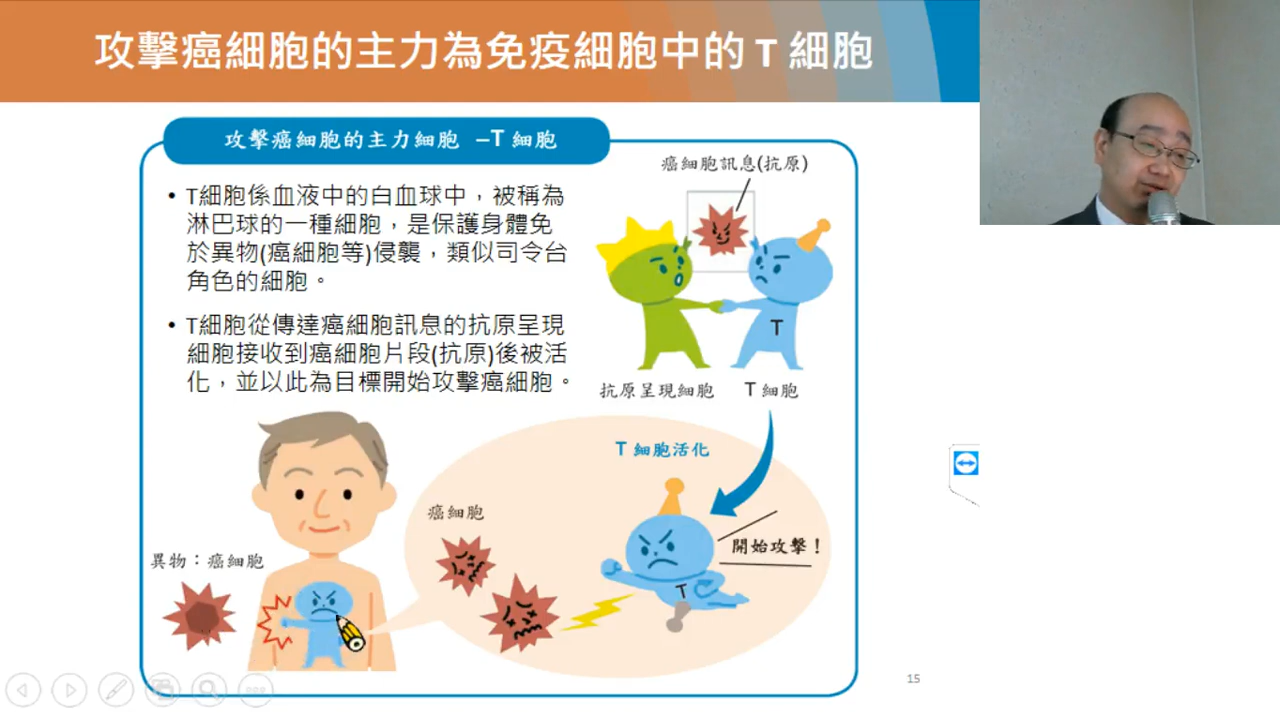 攻擊癌細胞的主力為免疫細胞中的 T 細胞
攻擊癌細胞的主力細胞 –T 細胞
• T細胞係血液中的白血球中，被稱為
淋巴球的一種細胞，是保護身體免
於異物(癌細胞等)侵襲，類似司令台
角色的細胞。
• T細胞從傳達癌細胞訊息的抗原呈現
細胞接收到癌細胞片段(抗原)後被活
化，並以此為目標開始攻擊癌細胞。
癌細胞訊息(抗原)
T
抗原呈現細胞
T 細胞
T 細胞活化
癌細胞
開始攻擊！
T
異物：癌細胞
15